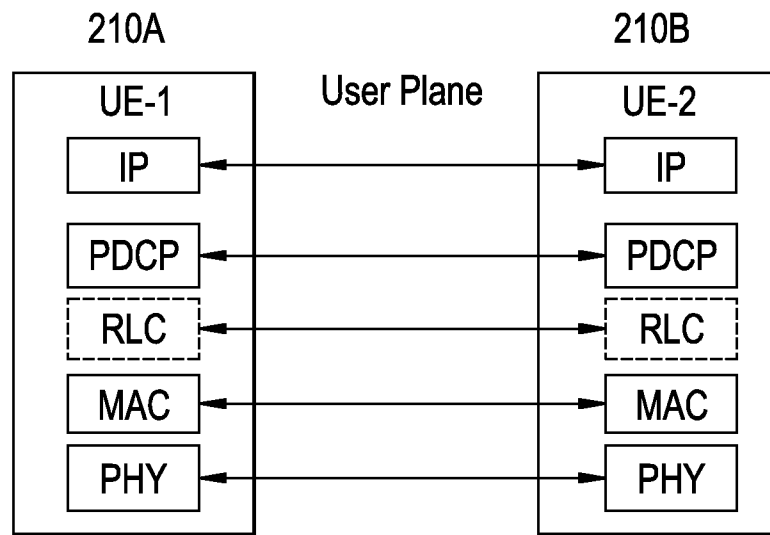 210A
210B
UE-1
User Plane
UE-2
IP
IP
PDCP
PDCP
RLC
RLC
MAC
MAC
PHY
PHY